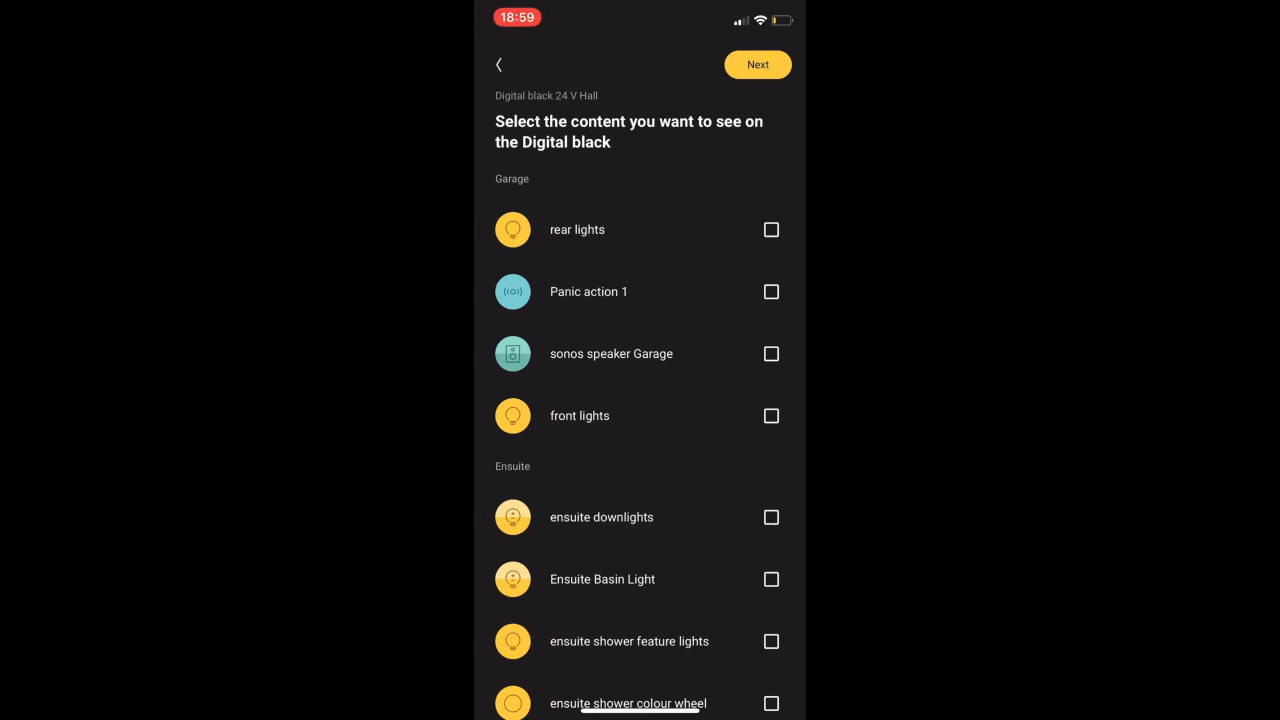 18:59
Next
Digital black 24 V Hall
Select the content you want to see on
the Digital black
Garage
rear lights
Panic action 1
sonos speaker Garage
front lights
Ensuite
ensuite downlights
Ensuite Basin Light
ensuite shower feature lights
ensuite shower colour wheel